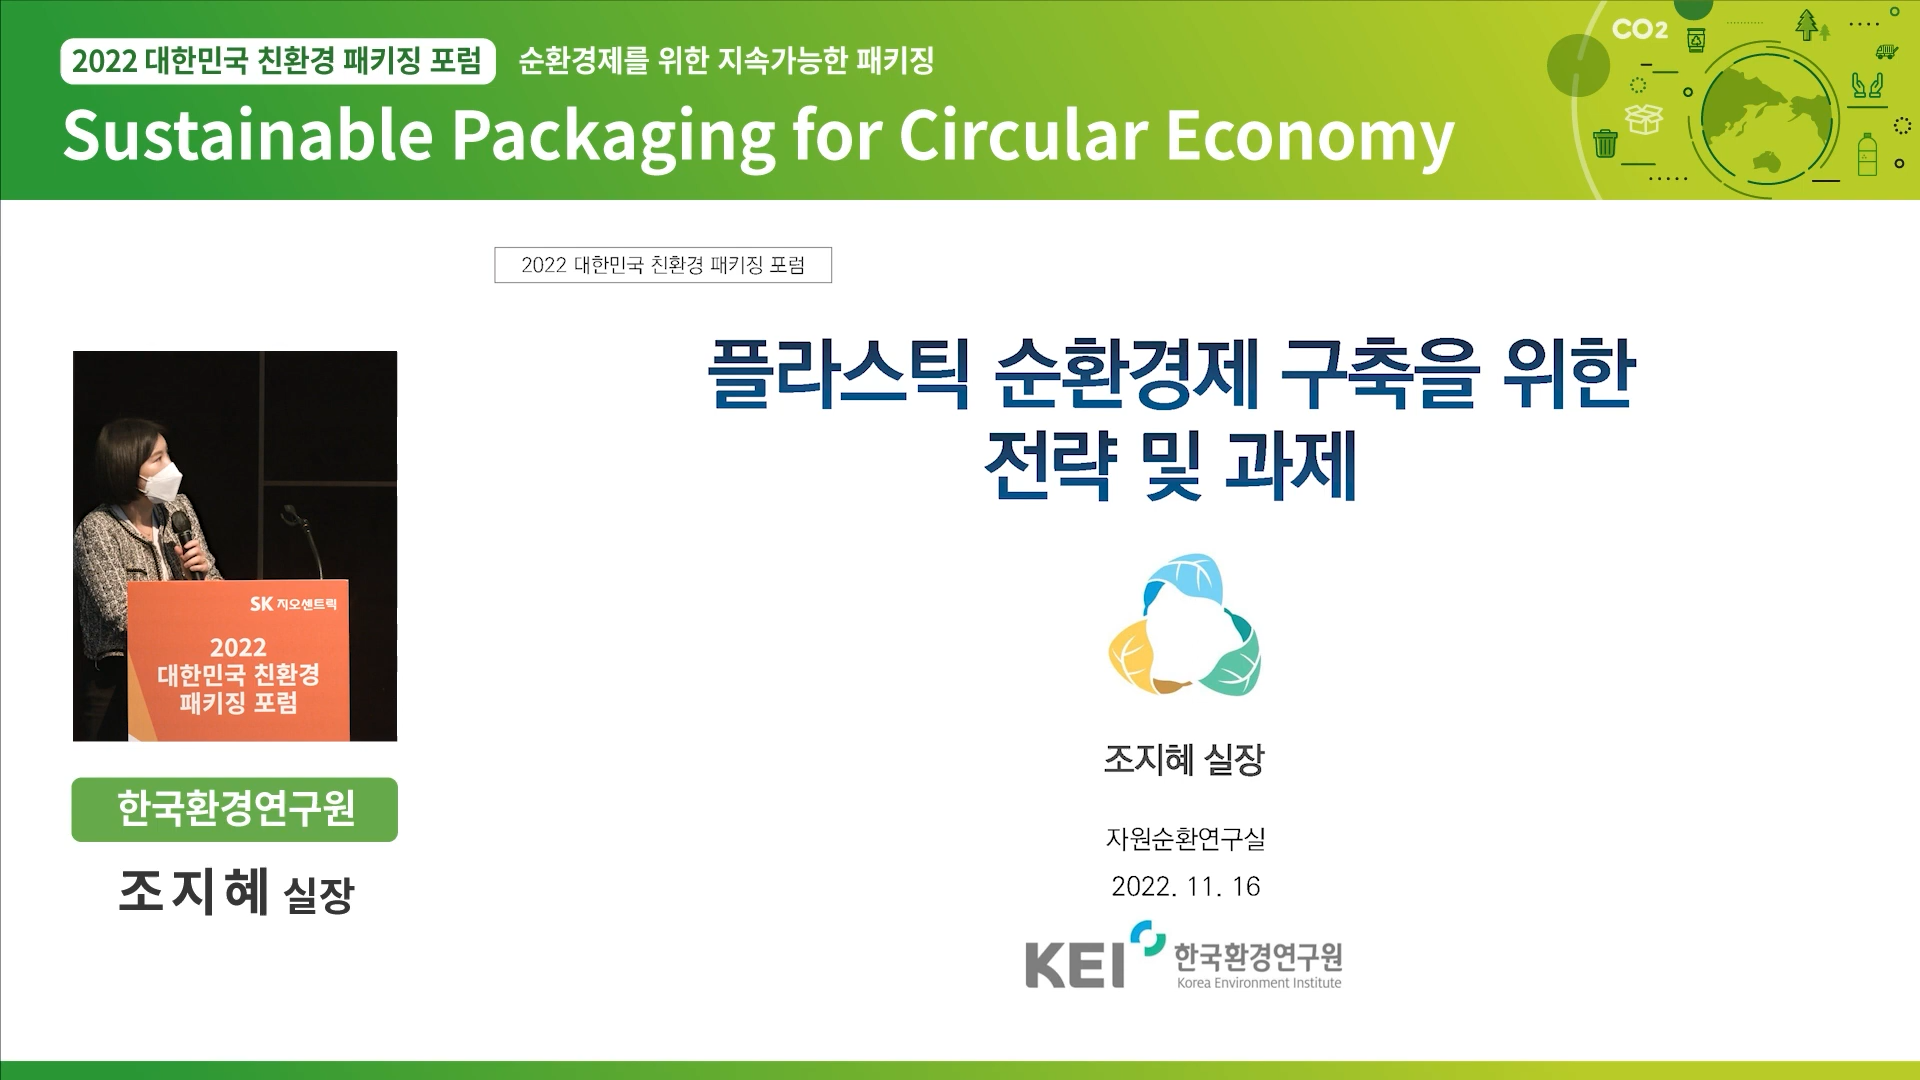 2022 대한민국 친환경 패키징 포럼 순환경제를 위한 지속가능한 패키징
Sustainable Packaging for Circular Economy
CO2
2022 대한민국 친환경 패키징 포럼
플라스틱 순환경제 구축을 위한
전략 및 과제
SK 지오센트릭
2022
대한민국 친환경
패키징 포럼
한국환경연구원
조지혜 실장
조지혜 실장
자원순환연구실
2022. 11. 16
KEI 한국환경연구원
Korea Environment Institute